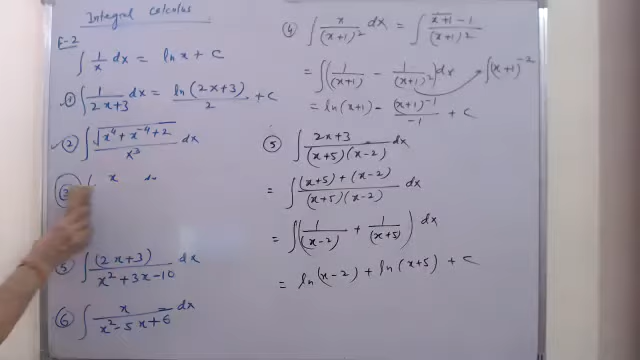 Integral Calculus
E-2
∫ 1/x dx = ln x + C
① ∫ 1/(2x+3) dx = ln(2x+3)/2 + C
② ∫ √(x⁴ + x⁻⁴ + 2)/x³ dx
③ ∫ x dx
⑤ ∫ (2x+3)/(x² + 3x - 10) dx
⑥ ∫ x/(x² - 5x + 6) dx
④ ∫ x/(x+1)² dx = ∫ (x+1 - 1)/(x+1)²
= ∫ (1/(x+1) - 1/(x+1)²) dx → ∫(x+1)⁻²
= ln(x+1) - (x+1)⁻¹/-1 + C
⑤ ∫ (2x+3)/((x+5)(x-2)) dx
= ∫ ((x+5) + (x-2))/((x+5)(x-2)) dx
= ∫ (1/(x-2) + 1/(x+5)) dx
= ln(x-2) + ln(x+5) + C